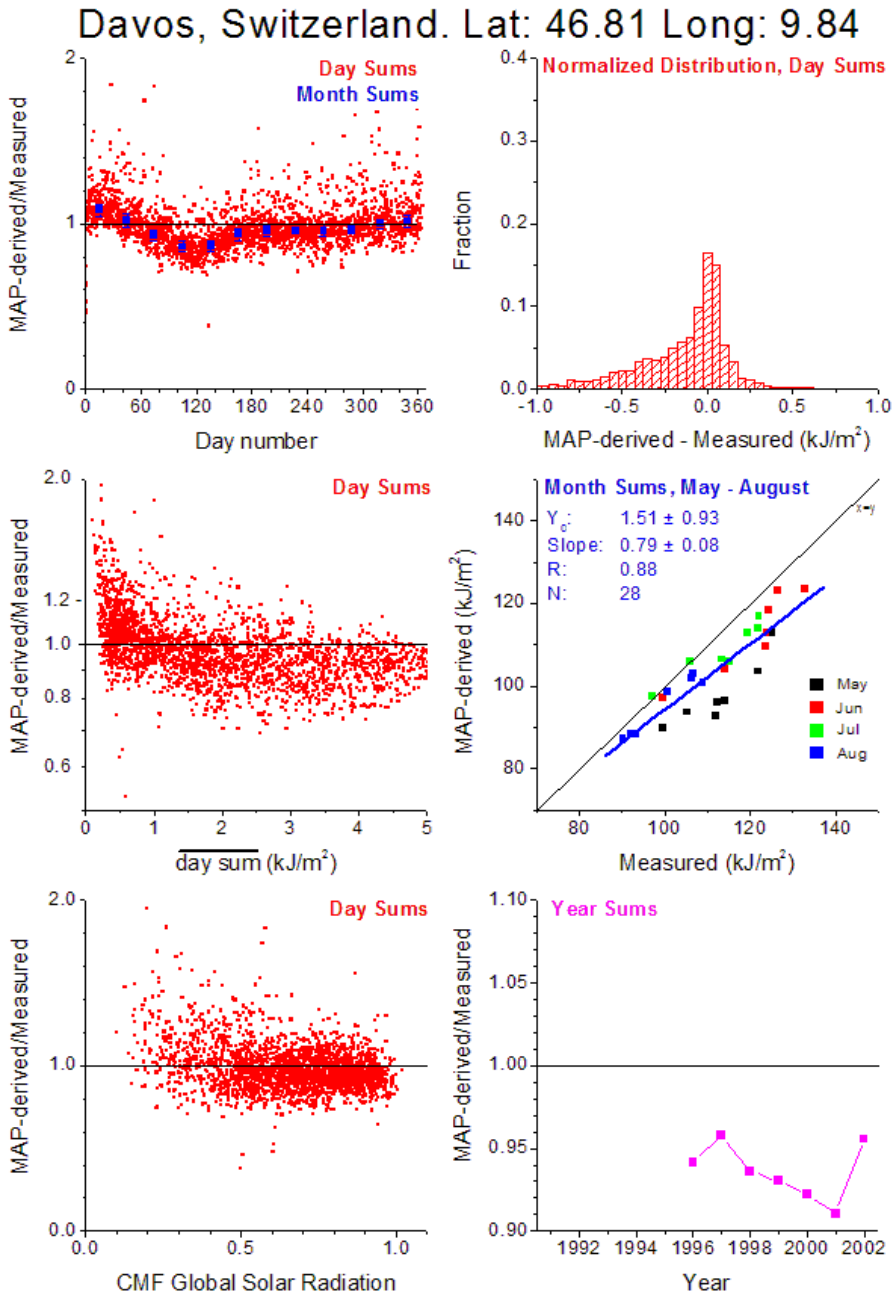 Davos, Switzerland. Lat: 46.81 Long: 9.84
Day Sums
Month Sums
MAP-derived/Measured
2
1
0
0 60 120 180 240 300 360
Day number
Normalized Distribution, Day Sums
Fraction
0.4
0.3
0.2
0.1
0.0
-1.0 -0.5 0.0 0.5 1.0
MAP-derived - Measured (kJ/m²)
Day Sums
MAP-derived/Measured
2.0
1.2
1.0
0.8
0.6
0 1 2 3 4 5
day sum (kJ/m²)
Month Sums, May - August
Y₀: 1.51 ± 0.93
Slope: 0.79 ± 0.08
R: 0.88
N: 28
x=y
MAP-derived (kJ/m²)
140
120
100
80
May
Jun
Jul
Aug
80 100 120 140
Measured (kJ/m²)
Day Sums
MAP-derived/Measured
2.0
1.0
0.0
0.0 0.5 1.0
CMF Global Solar Radiation
Year Sums
MAP-derived/Measured
1.10
1.05
1.00
0.95
0.90
1992 1994 1996 1998 2000 2002
Year